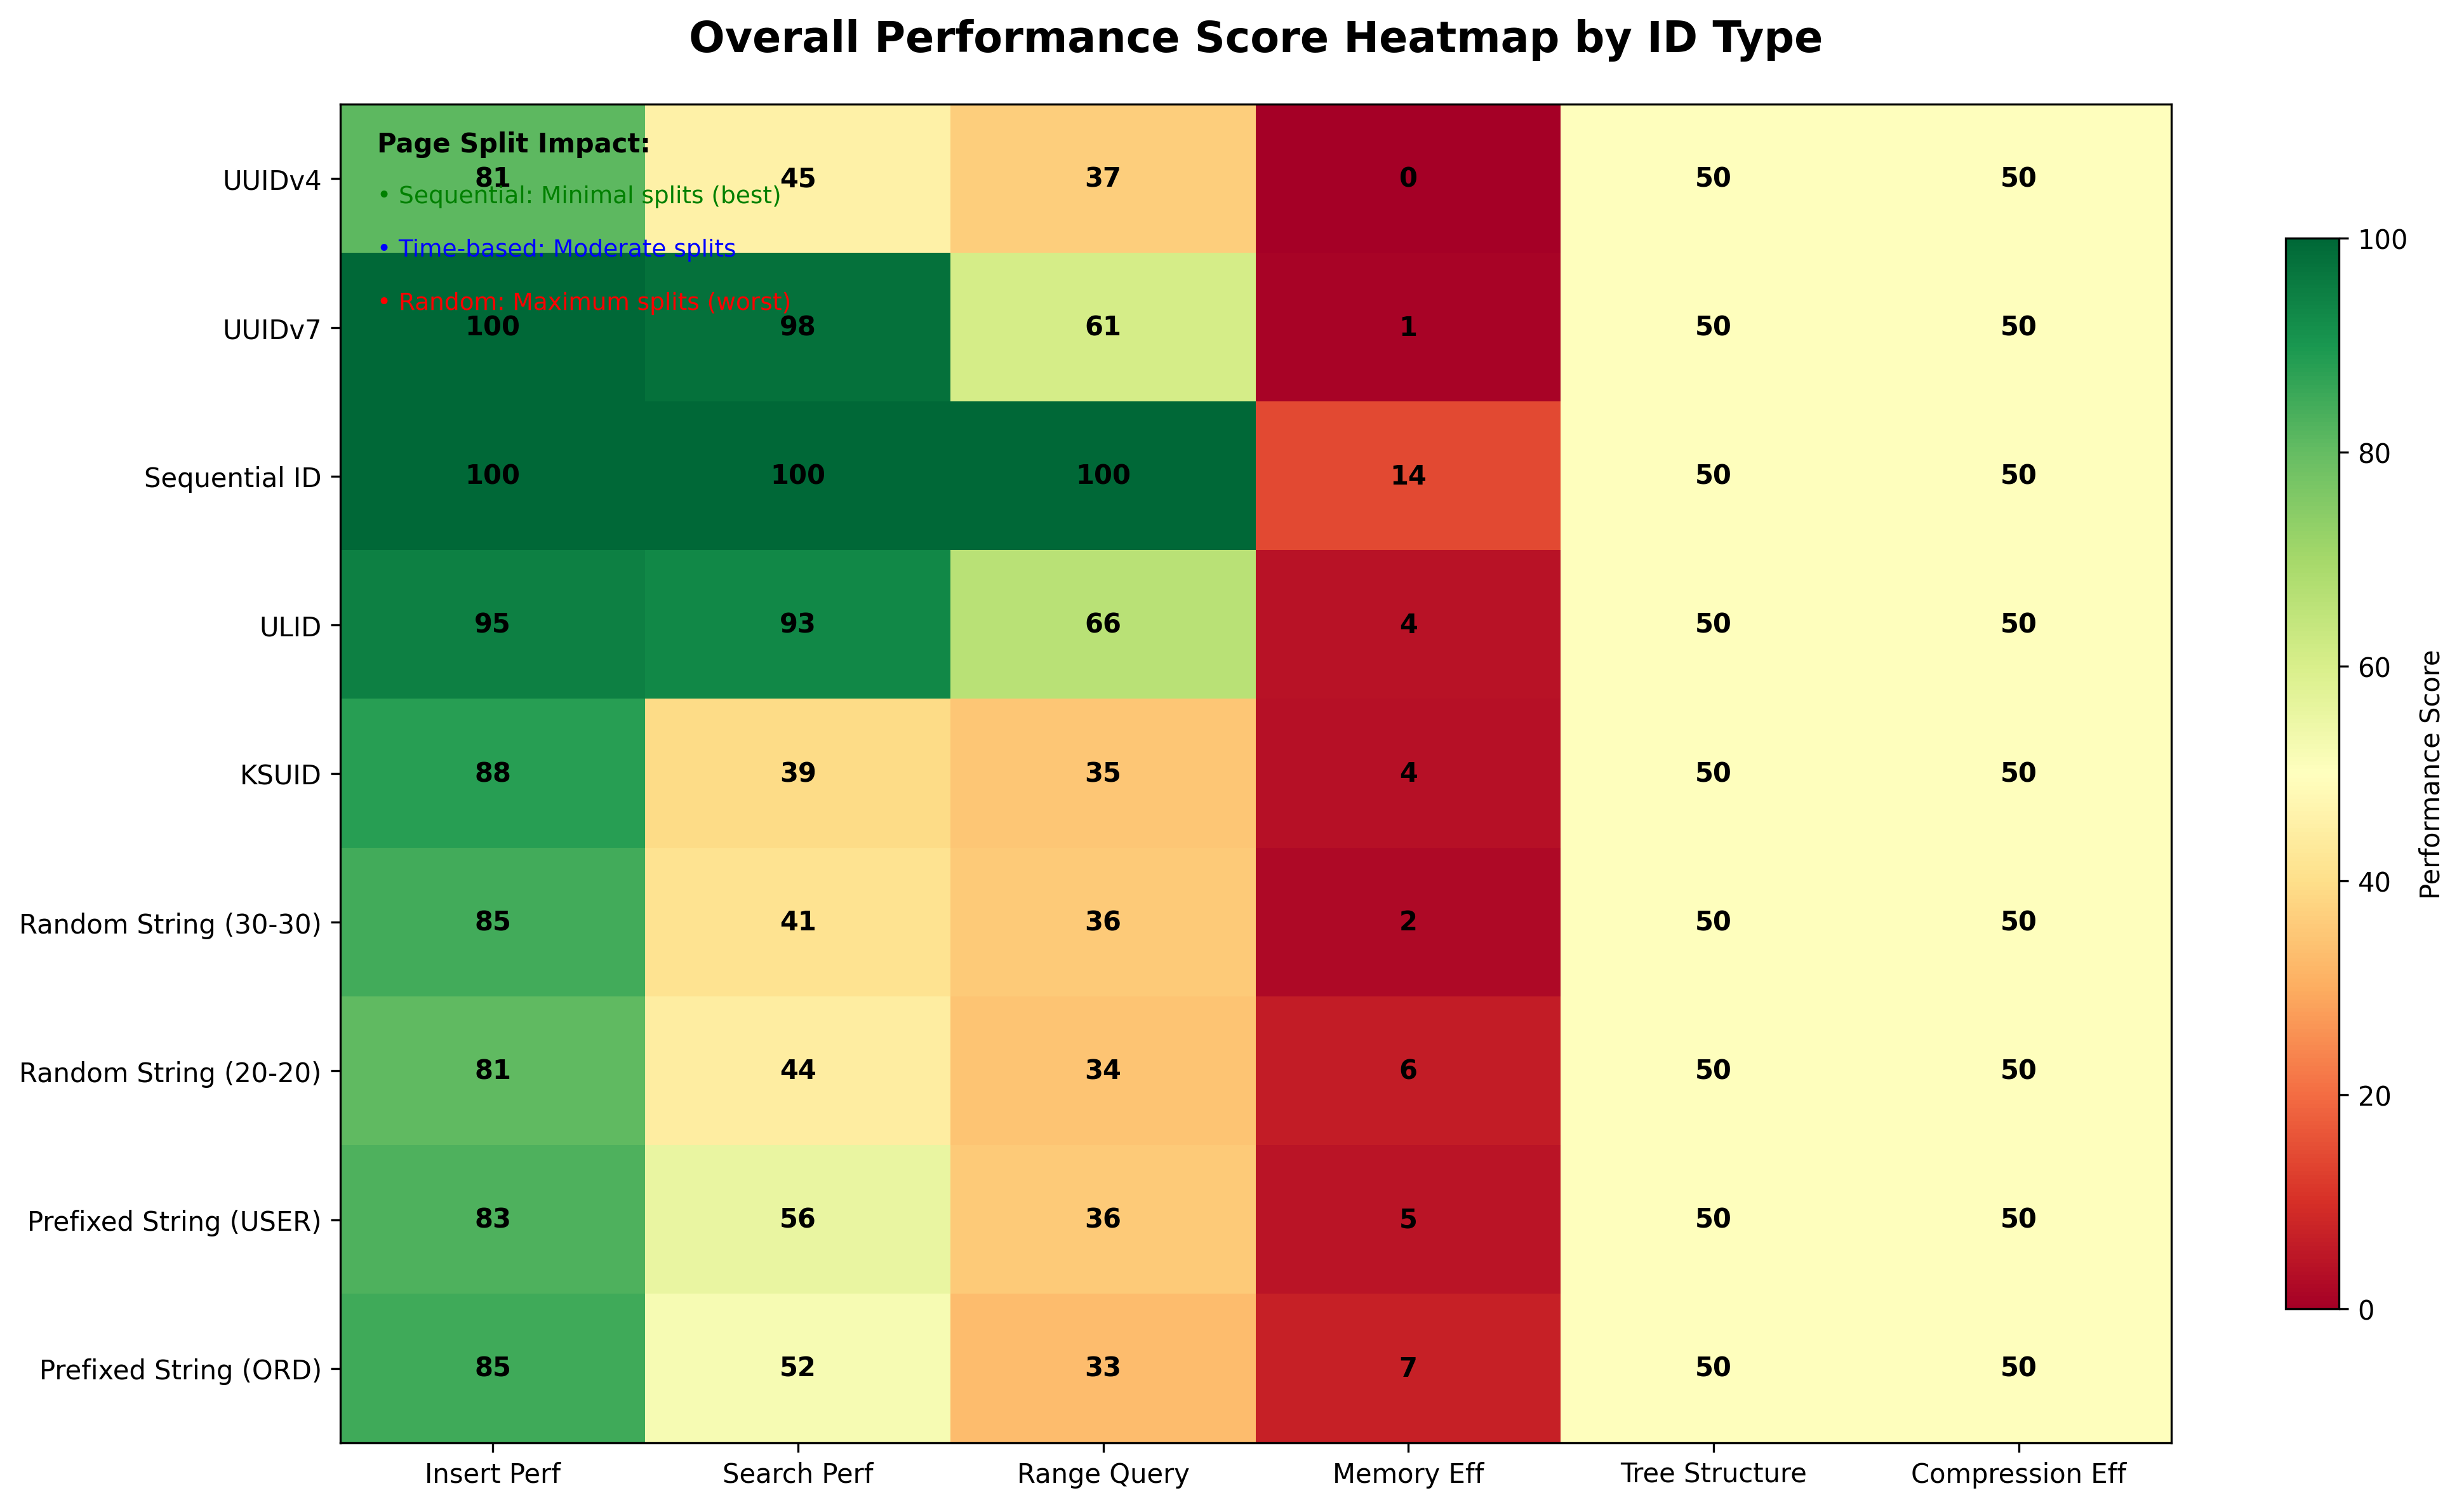 Overall Performance Score Heatmap by ID Type
Page Split Impact:
• Sequential: Minimal splits (best)
• Time-based: Moderate splits
• Random: Maximum splits (worst)
UUIDv4 81 45 37 0 50 50
UUIDv7 100 98 61 1 50 50
Sequential ID 100 100 100 14 50 50
ULID 95 93 66 4 50 50
KSUID 88 39 35 4 50 50
Random String (30-30) 85 41 36 2 50 50
Random String (20-20) 81 44 34 6 50 50
Prefixed String (USER) 83 56 36 5 50 50
Prefixed String (ORD) 85 52 33 7 50 50
Insert Perf Search Perf Range Query Memory Eff Tree Structure Compression Eff
100
80
60
40
20
0
Performance Score